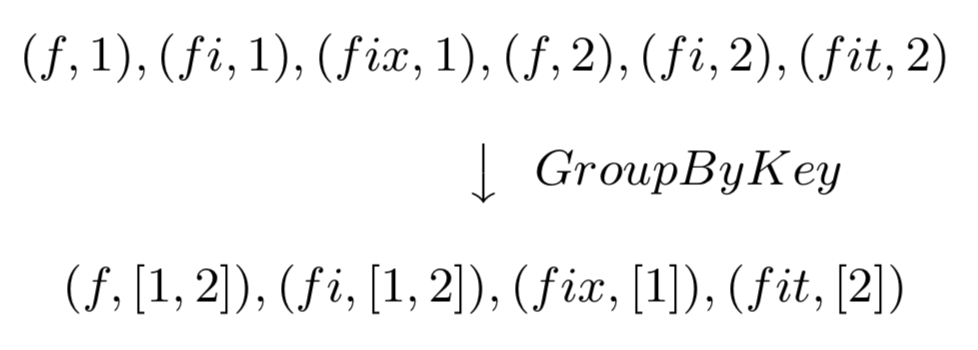 (f, 1), (fi, 1), (fix, 1), (f, 2), (fi, 2), (fit, 2)
↓ GroupByKey
(f, [1, 2]), (fi, [1, 2]), (fix, [1]), (fit, [2])